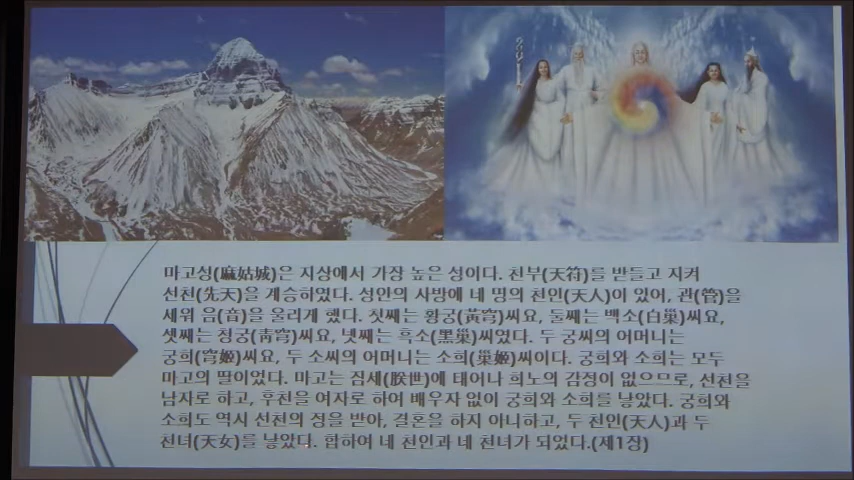 마고성(麻姑城)은 지상에서 가장 높은 성이다. 천부(天符)를 받들고 지켜
선천(先天)을 계승하였다. 성인의 사방에 네 명의 천인(天人)이 있어, 관(管)을
세워 음(音)을 울리게 했다. 첫째는 황궁(黃穹)씨요, 둘째는 백소(白巢)씨요,
셋째는 청궁(靑穹)씨요, 넷째는 흑소(黑巢)씨였다. 두 궁씨의 어머니는
궁희(穹姬)씨요, 두 소씨의 어머니는 소희(巢姬)씨이다. 궁희와 소희는 모두
마고의 딸이었다. 마고는 짐세(朕世)에 태어나 희노의 감정이 없으므로, 선천을
남자로 하고, 후천을 여자로 하여 배우자 없이 궁희와 소희를 낳았다. 궁희와
소희도 역시 선천의 정을 받아, 결혼을 하지 아니하고, 두 천인(天人)과 두
천녀(天女)를 낳았다. 합하여 네 천인과 네 천녀가 되었다.(제1장)